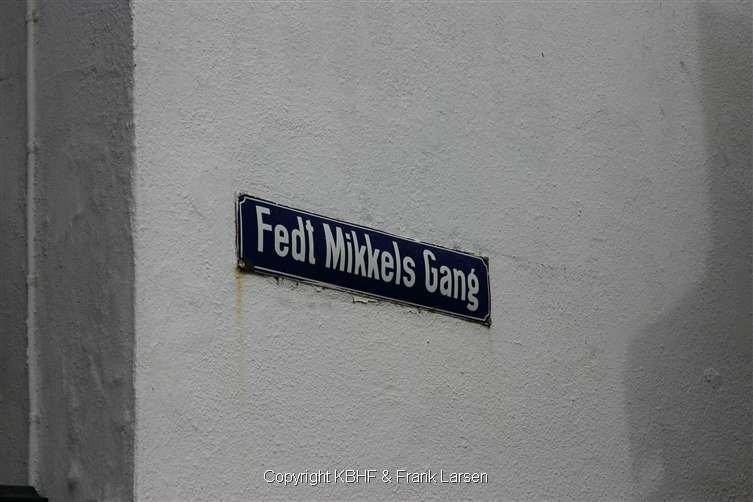 Fedt Mikkels Gang
Copyright KBHF & Frank Larsen